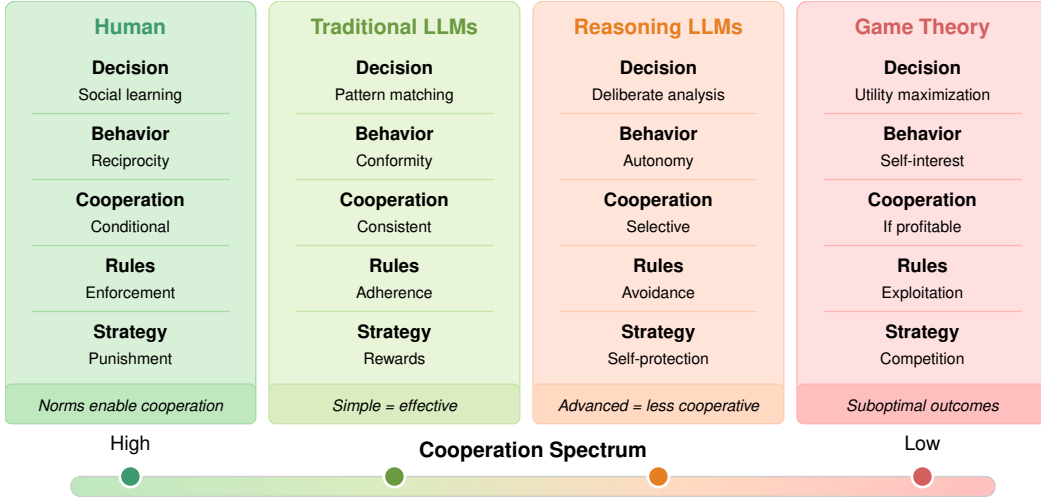 Human
Decision
Social learning
Behavior
Reciprocity
Cooperation
Conditional
Rules
Enforcement
Strategy
Punishment
Norms enable cooperation
Traditional LLMs
Decision
Pattern matching
Behavior
Conformity
Cooperation
Consistent
Rules
Adherence
Strategy
Rewards
Simple = effective
Reasoning LLMs
Decision
Deliberate analysis
Behavior
Autonomy
Cooperation
Selective
Rules
Avoidance
Strategy
Self-protection
Advanced = less cooperative
Game Theory
Decision
Utility maximization
Behavior
Self-interest
Cooperation
If profitable
Rules
Exploitation
Strategy
Competition
Suboptimal outcomes
High
Cooperation Spectrum
Low